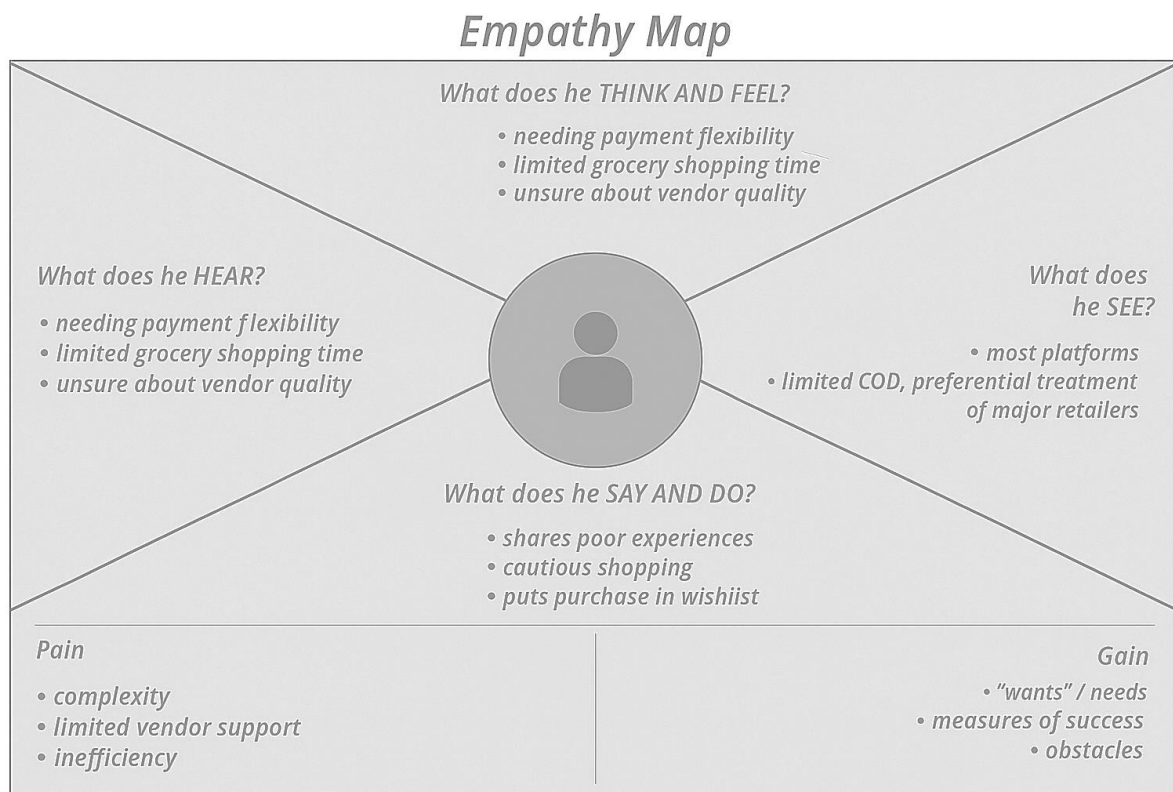 Empathy Map
What does he THINK AND FEEL?
• needing payment flexibility
• limited grocery shopping time
• unsure about vendor quality
What does he HEAR?
• needing payment flexibility
• limited grocery shopping time
• unsure about vendor quality
What does
he SEE?
• most platforms
• limited COD, preferential treatment
of major retailers
What does he SAY AND DO?
• shares poor experiences
• cautious shopping
• puts purchase in wishiist
Pain
• complexity
• limited vendor support
• inefficiency
Gain
• “wants” / needs
• measures of success
• obstacles